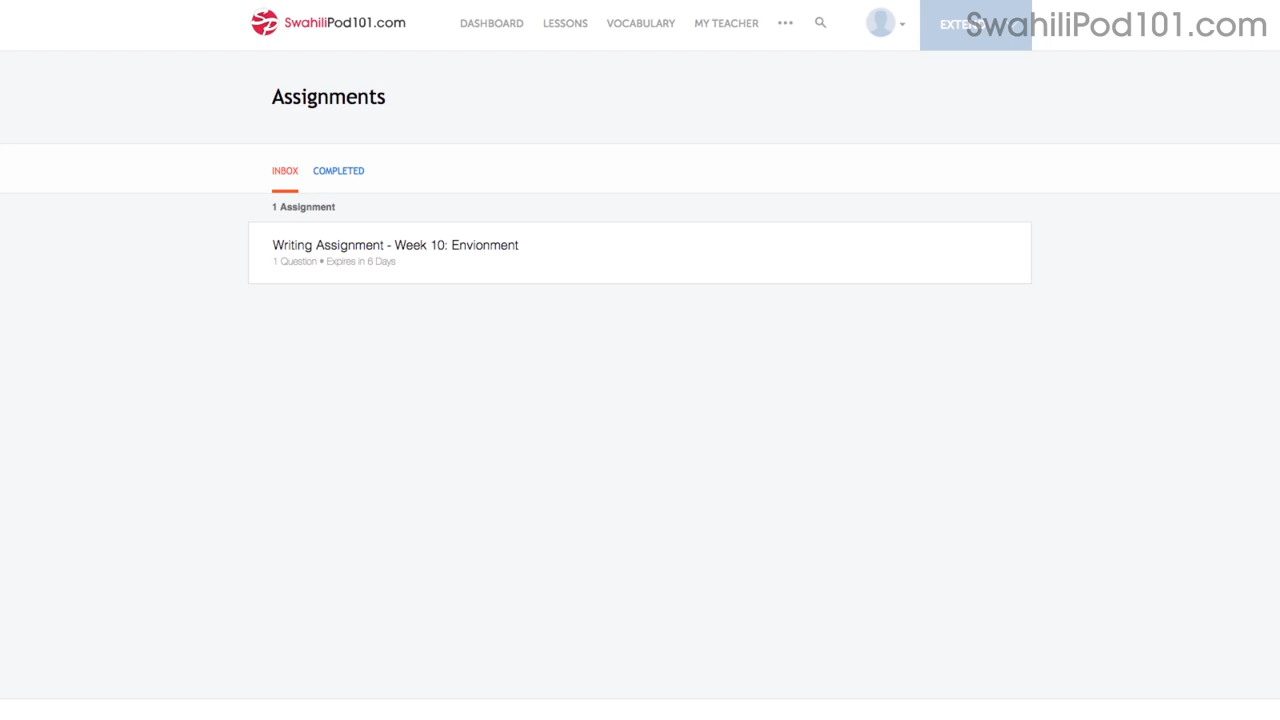 SwahiliPod101.com
DASHBOARD LESSONS VOCABULARY MY TEACHER ••• EXTEND
SwahiliPod101.com
Assignments
INBOX COMPLETED
1 Assignment
Writing Assignment - Week 10: Envionment
1 Question • Expires in 6 Days